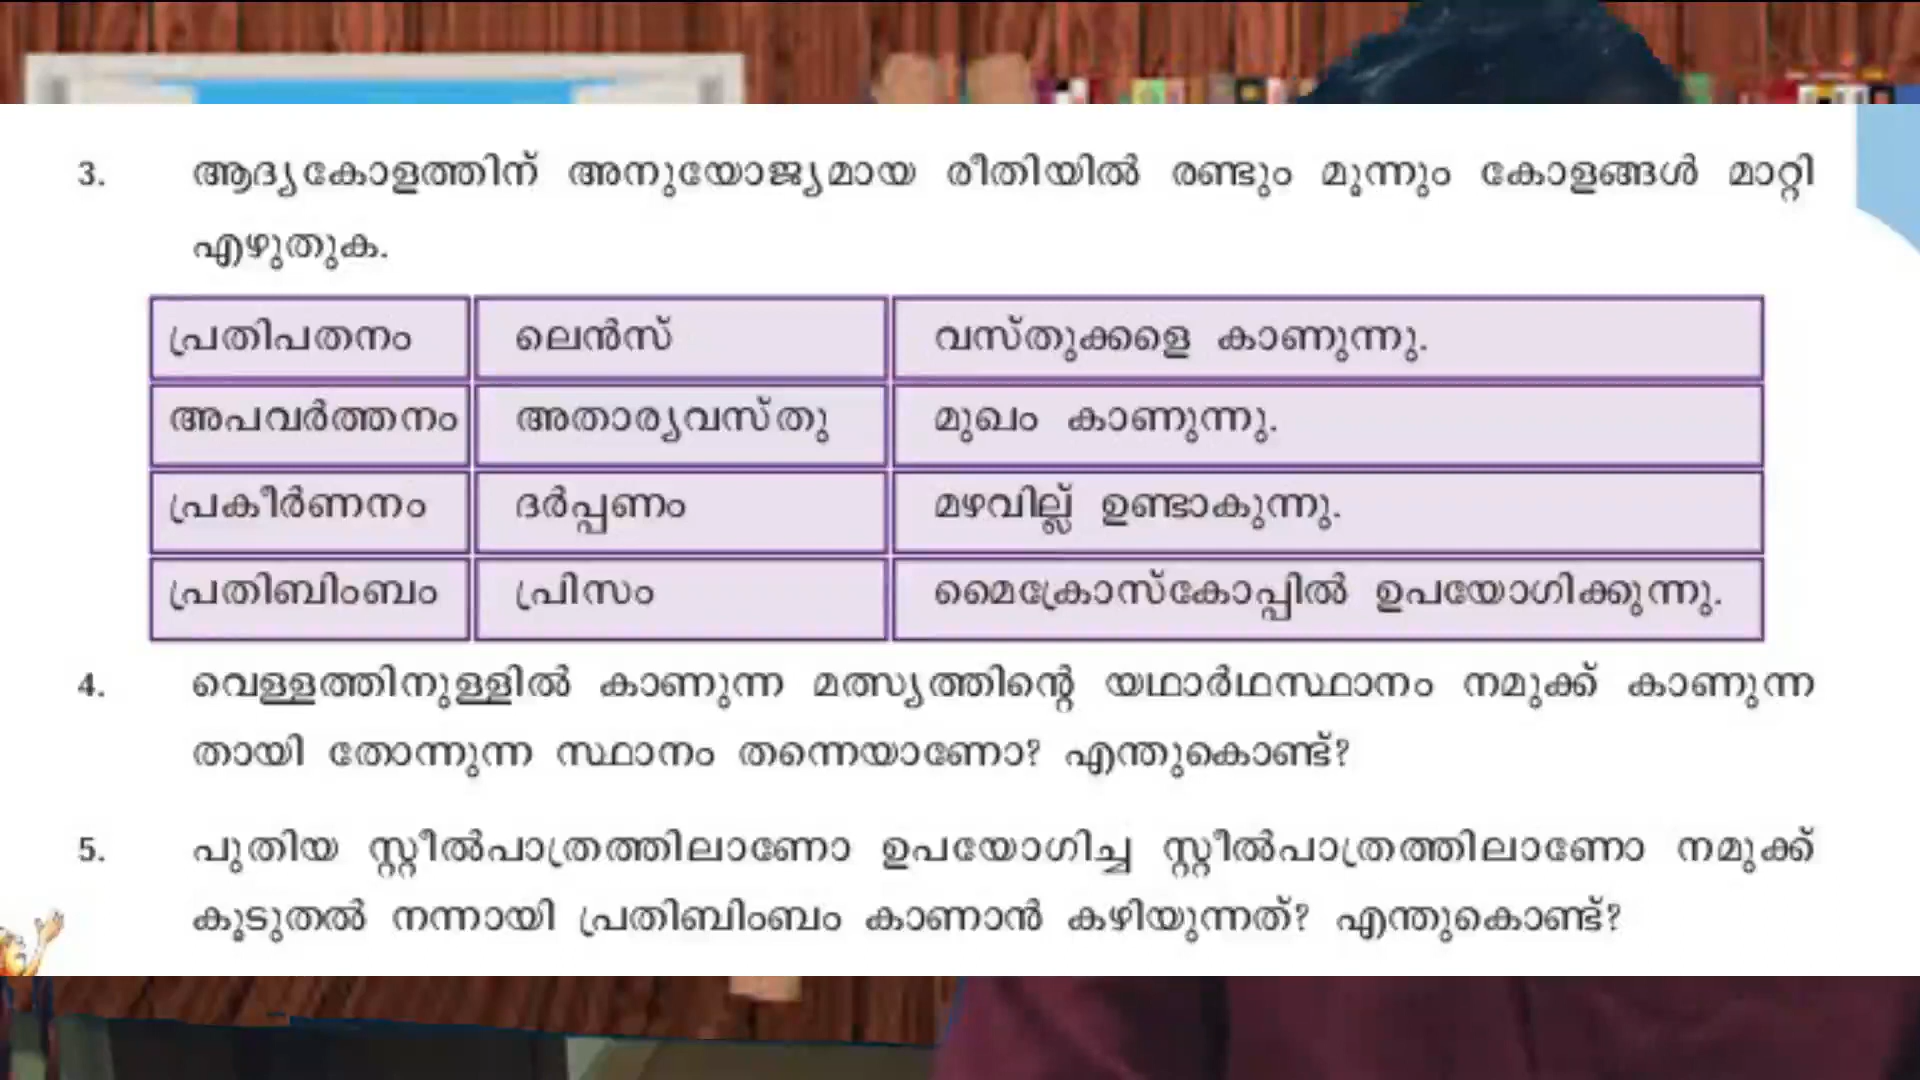 3. ആദ്യകോളത്തിന് അനുയോജ്യമായ രീതിയിൽ രണ്ടും മൂന്നും കോളങ്ങൾ മാറ്റി
എഴുതുക.
പ്രതിപതനം ലെൻസ് വസ്തുക്കളെ കാണുന്നു.
അപവർത്തനം അതാര്യവസ്തു മുഖം കാണുന്നു.
പ്രകീർണനം ദർപ്പണം മഴവില്ല് ഉണ്ടാകുന്നു.
പ്രതിബിംബം പ്രിസം മൈക്രോസ്കോപ്പിൽ ഉപയോഗിക്കുന്നു.
4. വെള്ളത്തിനുള്ളിൽ കാണുന്ന മത്സ്യത്തിന്റെ യഥാർഥസ്ഥാനം നമുക്ക് കാണുന്ന
തായി തോന്നുന്ന സ്ഥാനം തന്നെയാണോ? എന്തുകൊണ്ട്?
5. പുതിയ സ്റ്റീൽപാത്രത്തിലാണോ ഉപയോഗിച്ച സ്റ്റീൽപാത്രത്തിലാണോ നമുക്ക്
കൂടുതൽ നന്നായി പ്രതിബിംബം കാണാൻ കഴിയുന്നത്? എന്തുകൊണ്ട്?